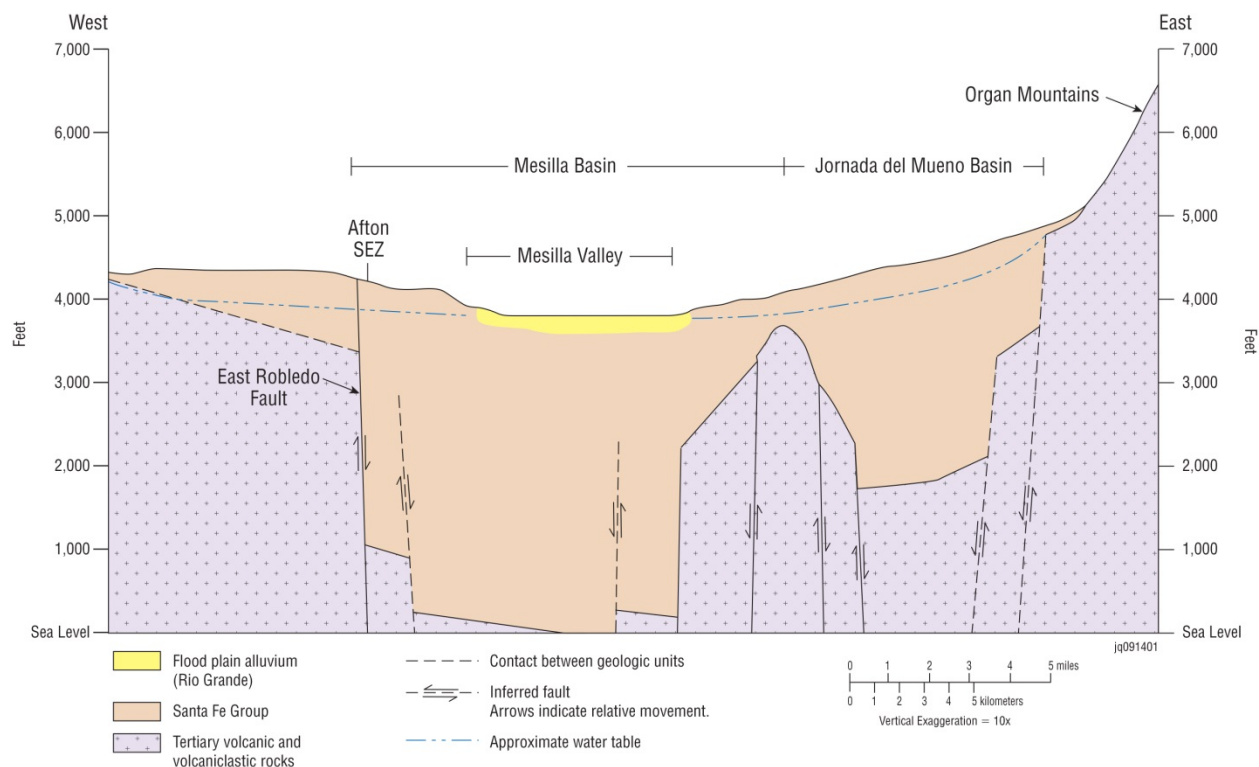 West
East
7,000
7,000
Organ Mountains
6,000
6,000
Mesilla Basin
Jornada del Mueno Basin
5,000
5,000
Afton
SEZ
Mesilla Valley
4,000
4,000
Feet
Feet
East Robledo
Fault
3,000
3,000
2,000
2,000
1,000
1,000
Sea Level
Sea Level
jq091401
Flood plain alluvium
(Rio Grande)
Santa Fe Group
Tertiary volcanic and
volcaniclastic rocks
Contact between geologic units
Inferred fault
Arrows indicate relative movement.
Approximate water table
0 1 2 3 4 5 miles
0 1 2 3 4 5 kilometers
Vertical Exaggeration = 10x